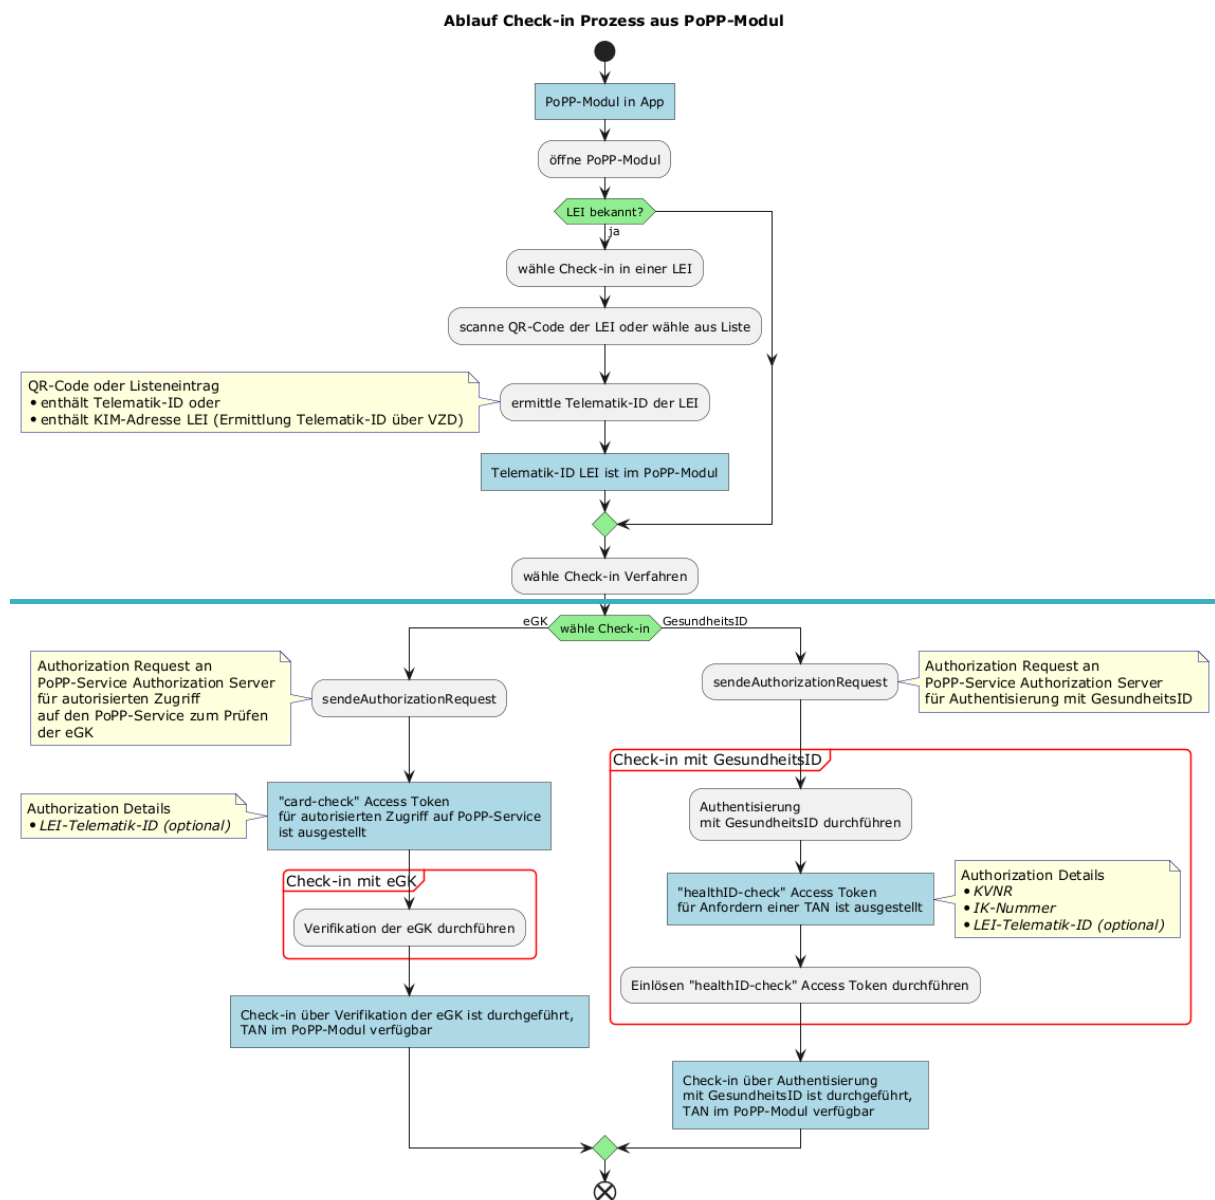 Ablauf Check-in Prozess aus PoPP-Modul
PoPP-Modul in App
öffne PoPP-Modul
LEI bekannt?
ja
wähle Check-in in einer LEI
scanne QR-Code der LEI oder wähle aus Liste
QR-Code oder Listeneintrag
• enthält Telematik-ID oder
• enthält KIM-Adresse LEI (Ermittlung Telematik-ID über VZD)
ermittle Telematik-ID der LEI
Telematik-ID LEI ist im PoPP-Modul
wähle Check-in Verfahren
eGK
wähle Check-in
GesundheitsID
Authorization Request an
PoPP-Service Authorization Server
für autorisierten Zugriff
auf den PoPP-Service zum Prüfen
der eGK
sendeAuthorizationRequest
Authorization Details
• LEI-Telematik-ID (optional)
"card-check" Access Token
für autorisierten Zugriff auf PoPP-Service
ist ausgestellt
Check-in mit eGK
Verifikation der eGK durchführen
Check-in über Verifikation der eGK ist durchgeführt,
TAN im PoPP-Modul verfügbar
sendeAuthorizationRequest
Authorization Request an
PoPP-Service Authorization Server
für Authentisierung mit GesundheitsID
Check-in mit GesundheitsID
Authentisierung
mit GesundheitsID durchführen
"healthID-check" Access Token
für Anfordern einer TAN ist ausgestellt
Authorization Details
• KVNR
• IK-Nummer
• LEI-Telematik-ID (optional)
Einlösen "healthID-check" Access Token durchführen
Check-in über Authentisierung
mit GesundheitsID ist durchgeführt,
TAN im PoPP-Modul verfügbar